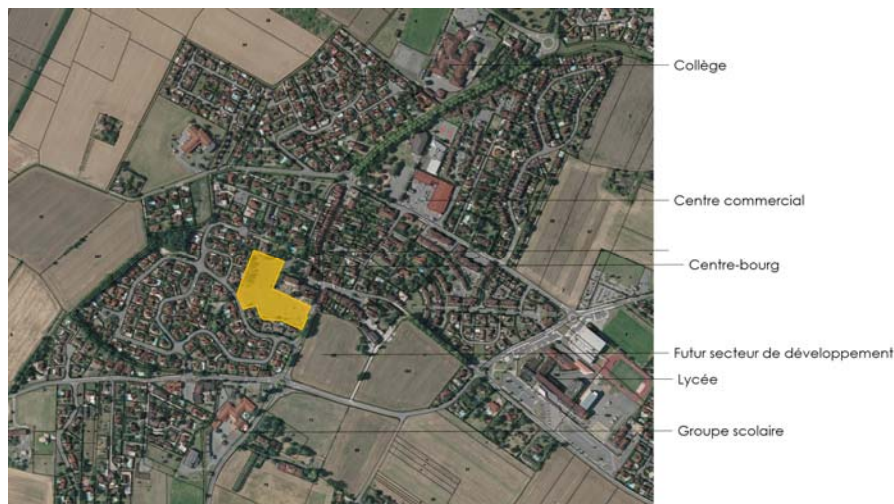 Collège
Centre commercial
Centre-bourg
Futur secteur de développement
Lycée
Groupe scolaire